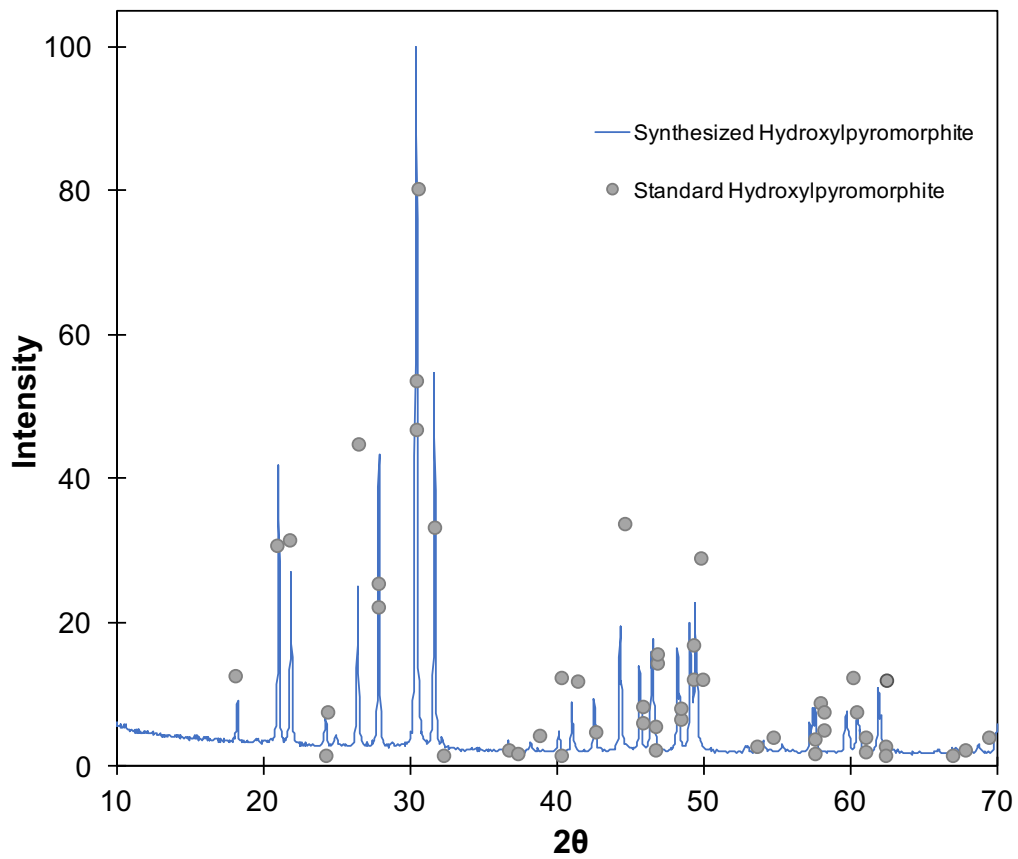 100
80
60
40
20
0
Intensity
Synthesized Hydroxylpyromorphite
Standard Hydroxylpyromorphite
10 20 30 40 50 60 70
2θ